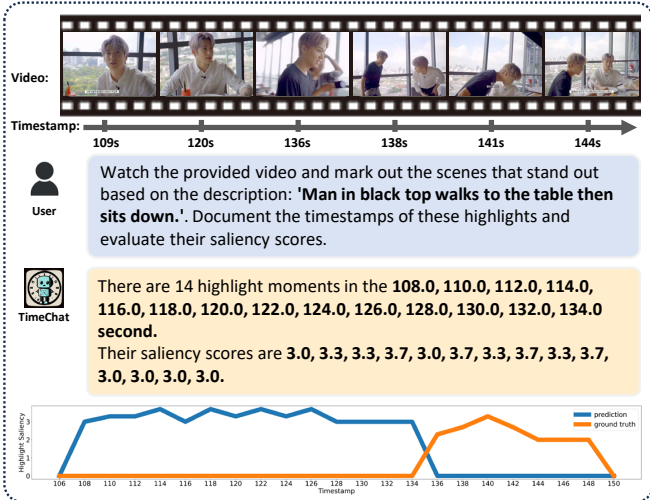 Video:
Timestamp:
109s 120s 136s 138s 141s 144s
User
Watch the provided video and mark out the scenes that stand out
based on the description: 'Man in black top walks to the table then
sits down.'. Document the timestamps of these highlights and
evaluate their saliency scores.
TimeChat
There are 14 highlight moments in the 108.0, 110.0, 112.0, 114.0,
116.0, 118.0, 120.0, 122.0, 124.0, 126.0, 128.0, 130.0, 132.0, 134.0
second.
Their saliency scores are 3.0, 3.3, 3.3, 3.7, 3.0, 3.7, 3.3, 3.7, 3.3, 3.7,
3.0, 3.0, 3.0, 3.0.
Highlight Saliency
3
2
1
0
prediction
ground truth
106 108 110 112 114 116 118 120 122 124 126 128 130 132 134 136 138 140 142 144 146 148 150
Timestamp